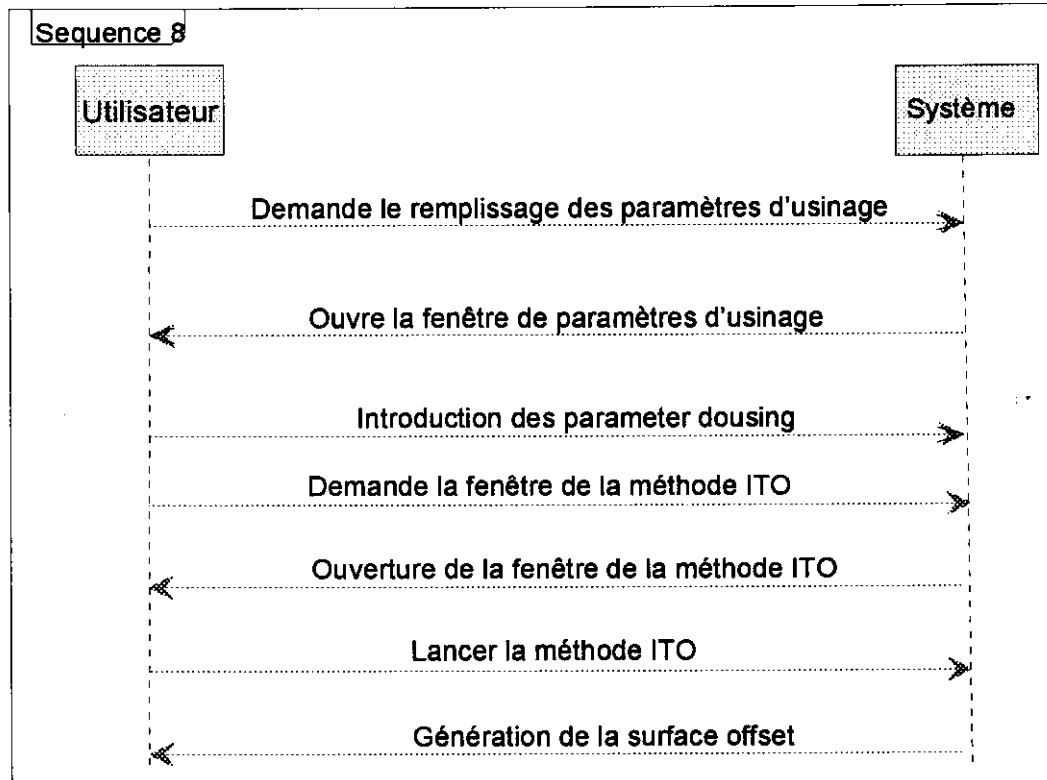 Sequence 8
Utilisateur
Système
Demande le remplissage des paramètres d'usinage
Ouvre la fenêtre de paramètres d'usinage
Introduction des parameter dousing
Demande la fenêtre de la méthode ITO
Ouverture de la fenêtre de la méthode ITO
Lancer la méthode ITO
Génération de la surface offset